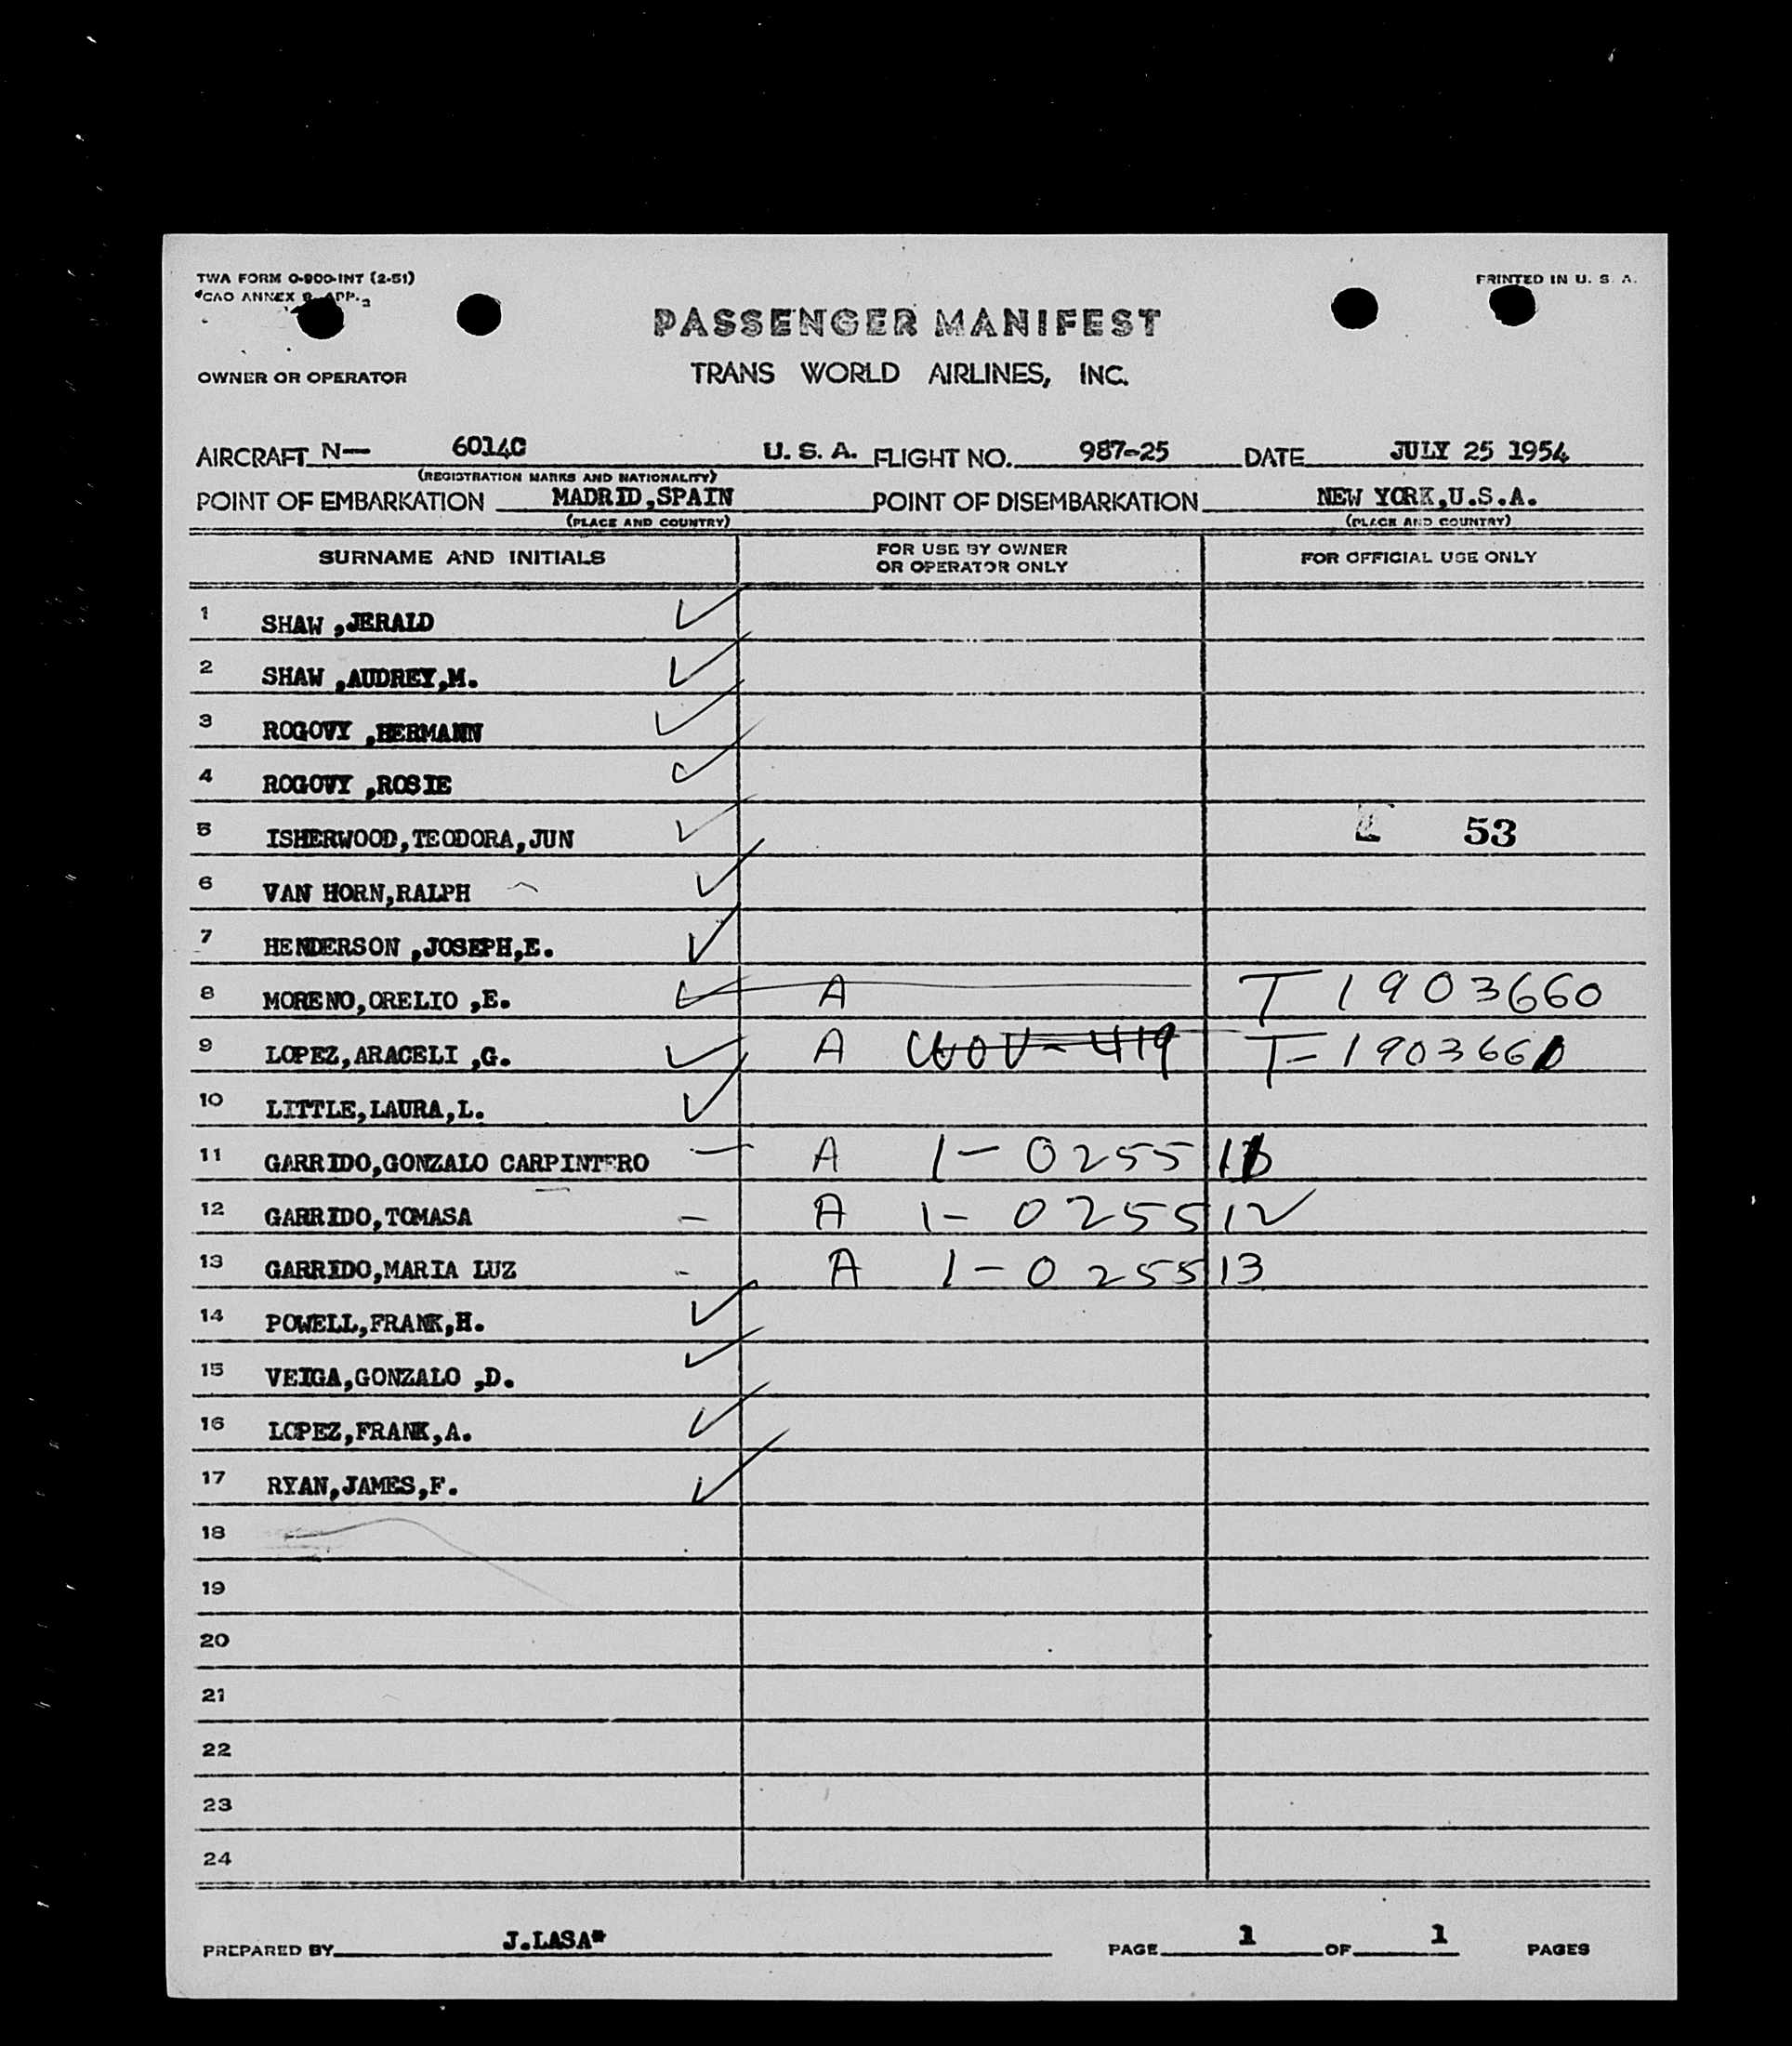 TWA FORM O-900-INT (2-51)
PRINTED IN U. S. A.
PASSENGER MANIFEST
OWNER OR OPERATOR
TRANS WORLD AIRLINES, INC.
AIRCRAFT N— 6014C U. S. A. FLIGHT NO. 987-25 DATE JULY 25 1954
(REGISTRATION MARKS AND NATIONALITY)
POINT OF EMBARKATION MADRID,SPAIN POINT OF DISEMBARKATION NEW YORK,U.S.A.
(PLACE AND COUNTRY) (PLACE AND COUNTRY)
SURNAME AND INITIALS FOR USE BY OWNER OR OPERATOR ONLY FOR OFFICIAL USE ONLY
1 SHAW ,JERALD
2 SHAW ,AUDREY,M.
3 ROGOVY ,HERMANN
4 ROGOVY ,ROSIE
5 ISHERWOOD,TEODORA,JUN 53
6 VAN HORN,RALPH
7 HENDERSON ,JOSEPH,E.
8 MORENO,ORELIO ,E. A T 1903660
9 LOPEZ,ARACELI ,G. A T-1903661
10 LITTLE,LAURA,L.
11 GARRIDO,GONZALO CARPINTERO A 1-0255 11
12 GARRIDO,TOMASA A 1-0255 12
13 GARRIDO,MARIA LUZ A 1-0255 13
14 POWELL,FRANK,H.
15 VEIGA,GONZALO ,D.
16 LOPEZ,FRANK,A.
17 RYAN,JAMES,F.
18
19
20
21
22
23
24
PREPARED BY J.LASA* PAGE 1 OF 1 PAGES